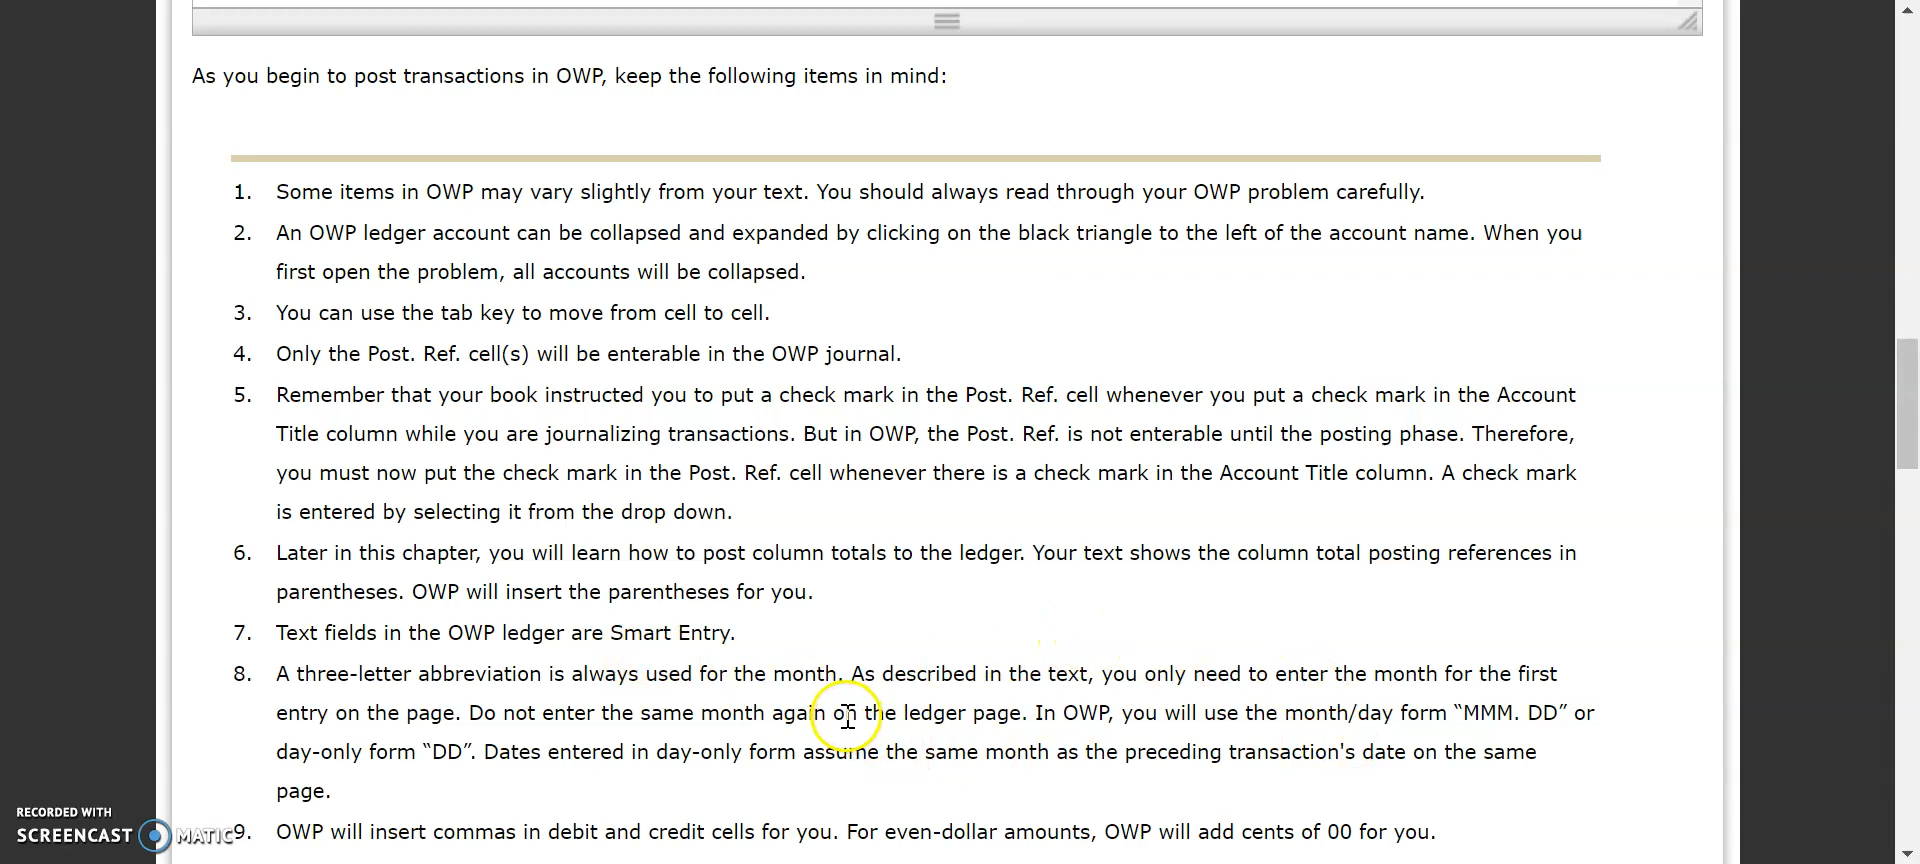 As you begin to post transactions in OWP, keep the following items in mind:
1. Some items in OWP may vary slightly from your text. You should always read through your OWP problem carefully.
2. An OWP ledger account can be collapsed and expanded by clicking on the black triangle to the left of the account name. When you
first open the problem, all accounts will be collapsed.
3. You can use the tab key to move from cell to cell.
4. Only the Post. Ref. cell(s) will be enterable in the OWP journal.
5. Remember that your book instructed you to put a check mark in the Post. Ref. cell whenever you put a check mark in the Account
Title column while you are journalizing transactions. But in OWP, the Post. Ref. is not enterable until the posting phase. Therefore,
you must now put the check mark in the Post. Ref. cell whenever there is a check mark in the Account Title column. A check mark
is entered by selecting it from the drop down.
6. Later in this chapter, you will learn how to post column totals to the ledger. Your text shows the column total posting references in
parentheses. OWP will insert the parentheses for you.
7. Text fields in the OWP ledger are Smart Entry.
8. A three-letter abbreviation is always used for the month. As described in the text, you only need to enter the month for the first
entry on the page. Do not enter the same month again on the ledger page. In OWP, you will use the month/day form “MMM. DD” or
day-only form “DD”. Dates entered in day-only form assume the same month as the preceding transaction's date on the same
page.
9. OWP will insert commas in debit and credit cells for you. For even-dollar amounts, OWP will add cents of 00 for you.
RECORDED WITH
SCREENCAST MATIC